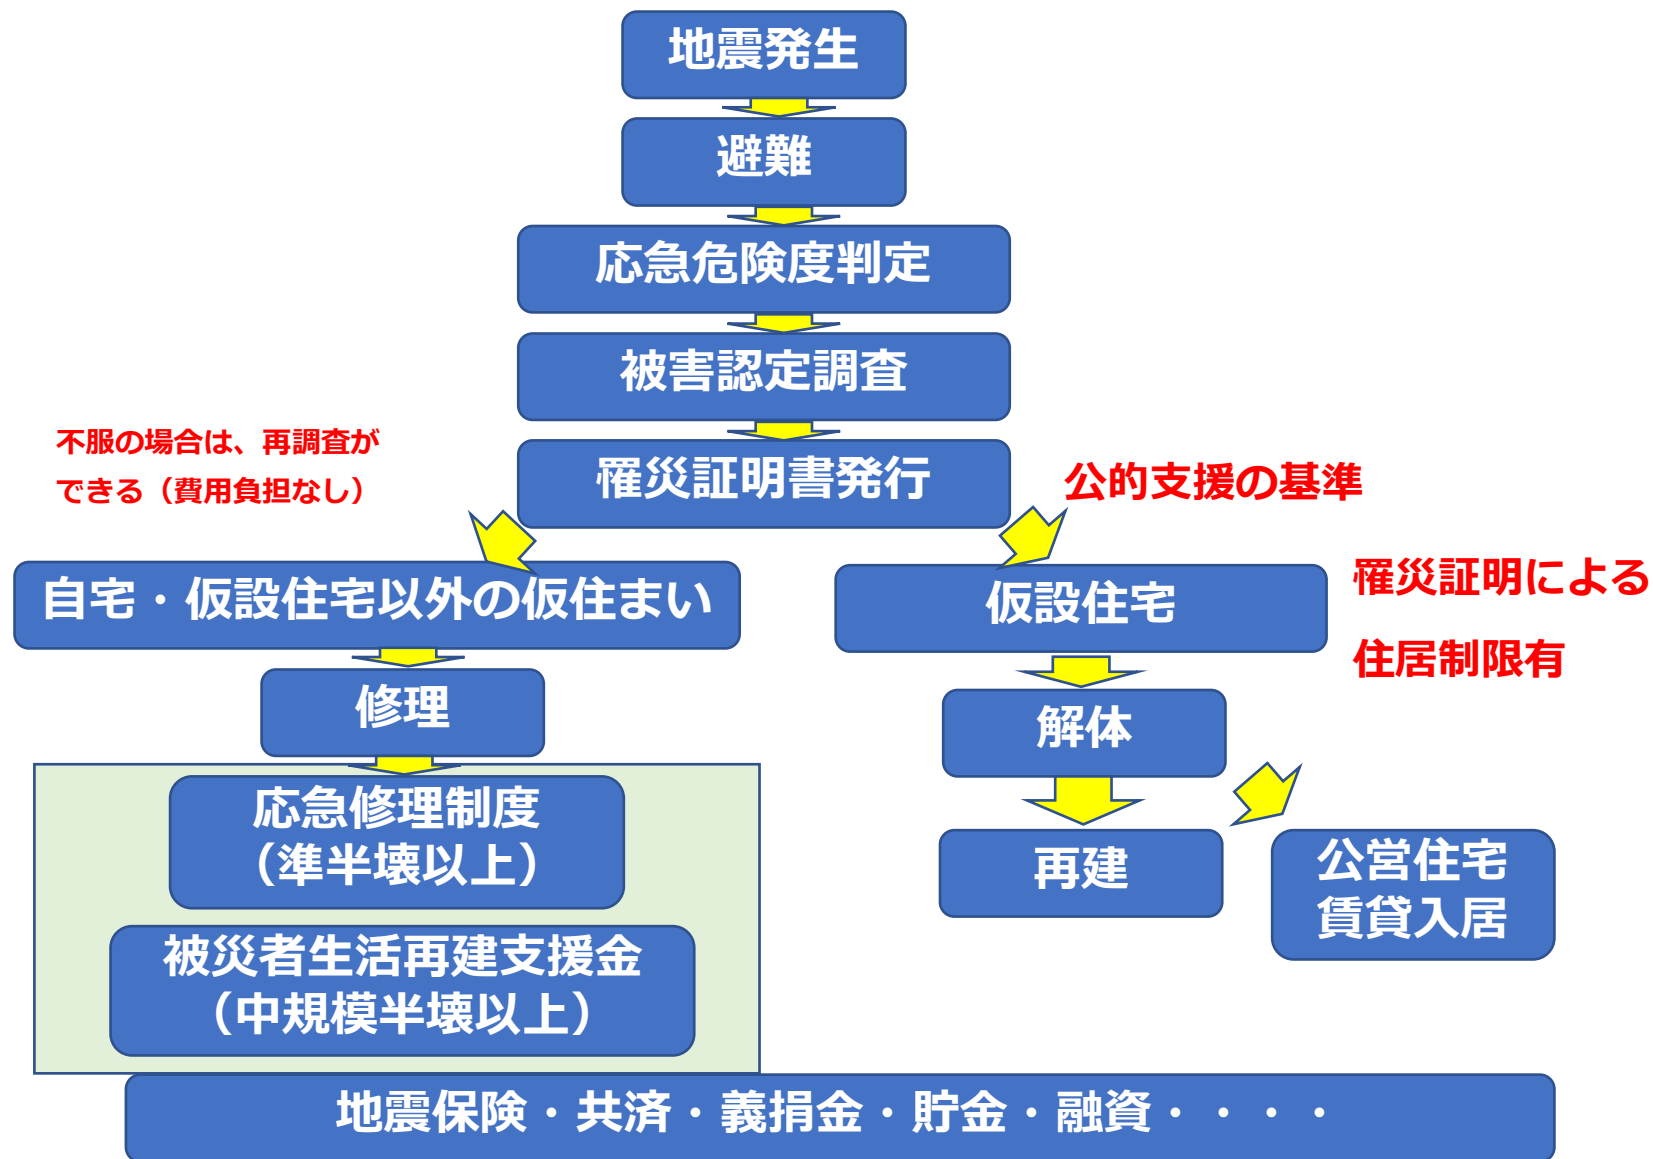 地震発生
避難
応急危険度判定
被害認定調査
罹災証明書発行
不服の場合は、再調査が
できる（費用負担なし）
公的支援の基準
自宅・仮設住宅以外の仮住まい
仮設住宅
罹災証明による
住居制限有
修理
解体
応急修理制度
（準半壊以上）
再建
公営住宅
賃貸入居
被災者生活再建支援金
（中規模半壊以上）
地震保険・共済・義捐金・貯金・融資・・・・